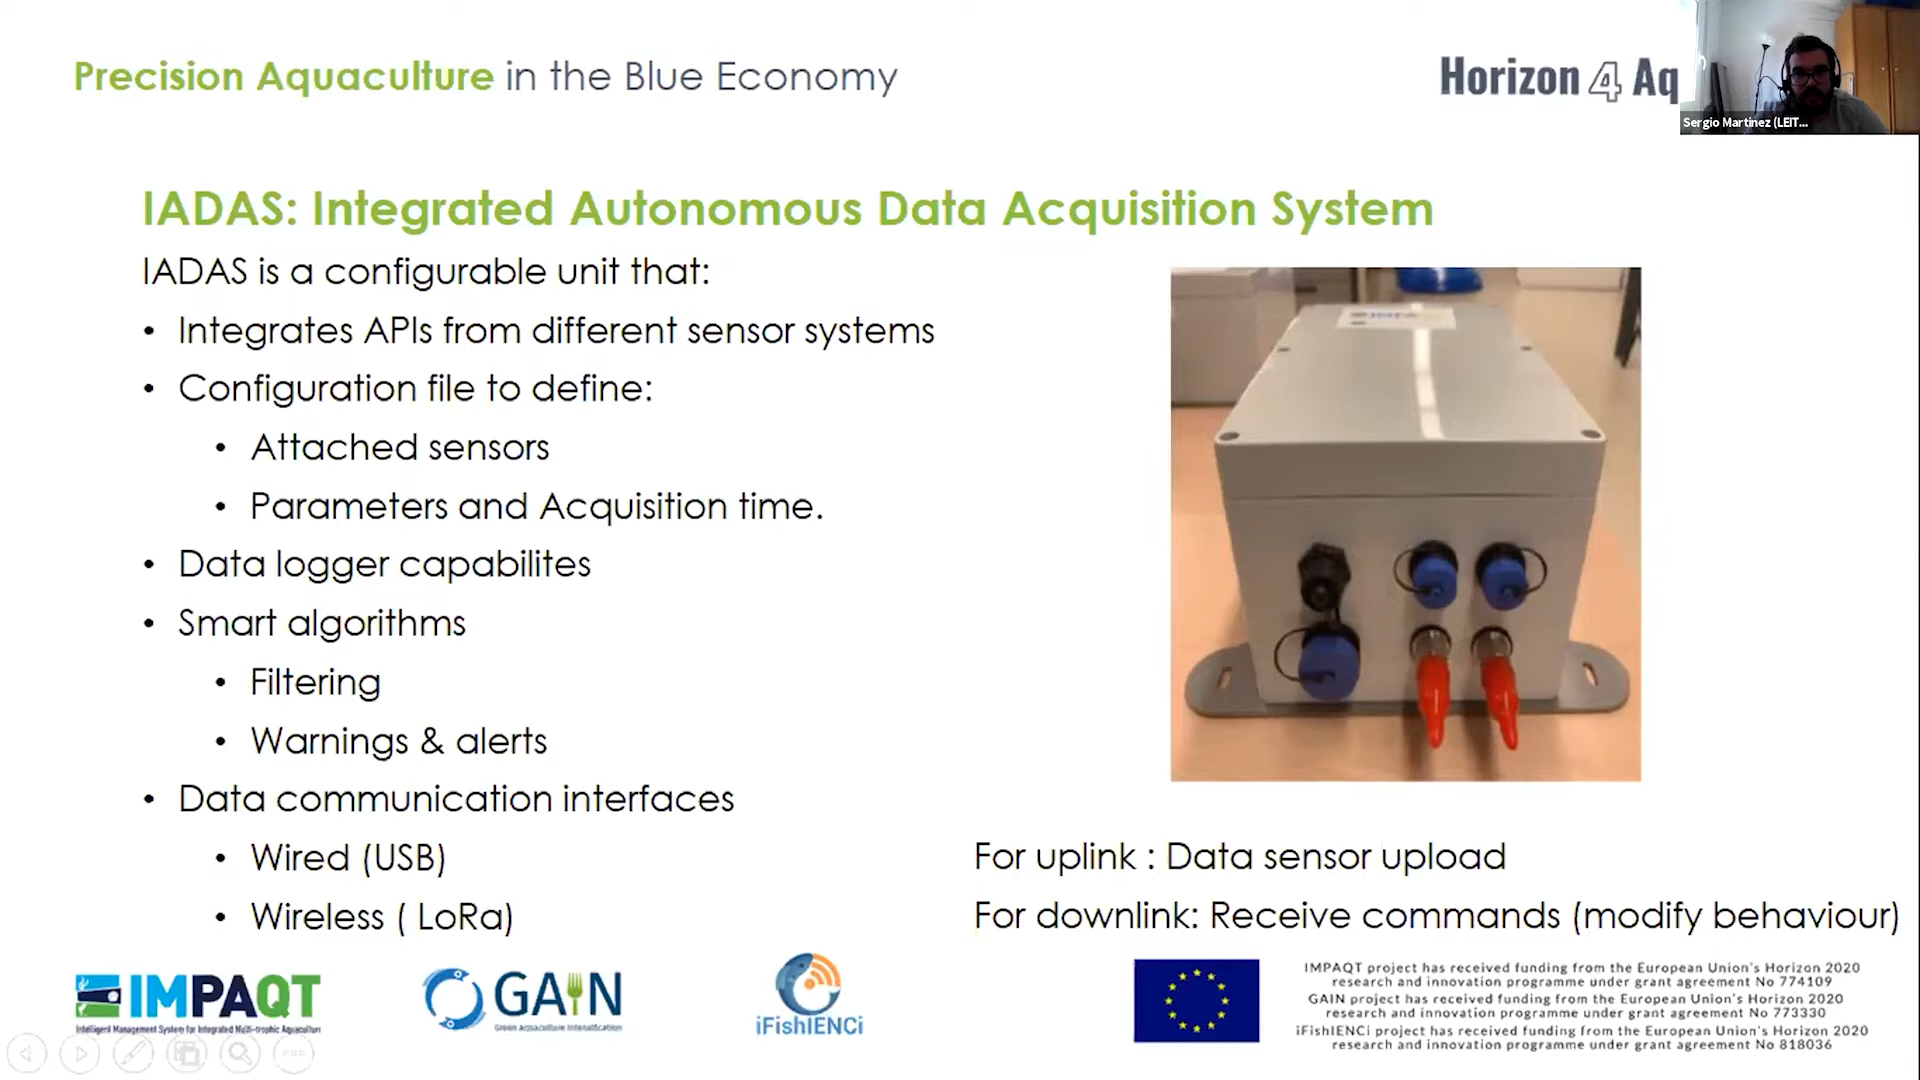 Precision Aquaculture in the Blue Economy
Horizon 4 Aq
Sergio Martínez (LEIT...
IADAS: Integrated Autonomous Data Acquisition System
IADAS is a configurable unit that:
• Integrates APIs from different sensor systems
• Configuration file to define:
• Attached sensors
• Parameters and Acquisition time.
• Data logger capabilites
• Smart algorithms
• Filtering
• Warnings & alerts
• Data communication interfaces
• Wired (USB)
• Wireless ( LoRa)
For uplink : Data sensor upload
For downlink: Receive commands (modify behaviour)
IMPAQT
Intelligent Management System for Integrated Multi-trophic Aquaculture
GAIN
Green Aquaculture Intensification
iFishIENCi
IMPAQT project has received funding from the European Union's Horizon 2020
research and innovation programme under grant agreement No 774109
GAIN project has received funding from the European Union's Horizon 2020
research and innovation programme under grant agreement No 773330
iFishIENCi project has received funding from the European Union's Horizon 2020
research and innovation programme under grant agreement No 818036